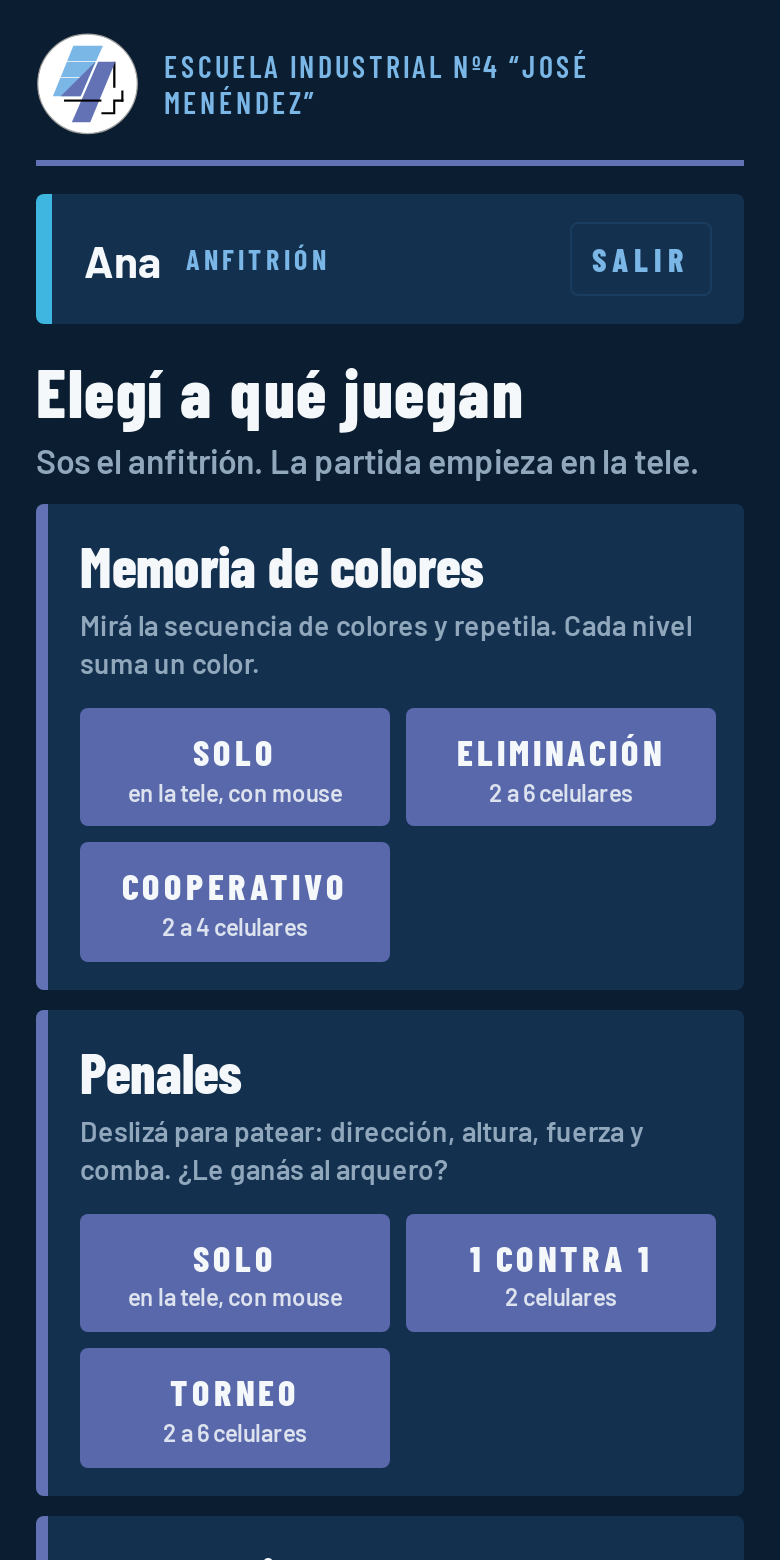 ESCUELA INDUSTRIAL Nº4 “JOSÉ
MENÉNDEZ”
Ana ANFITRIÓN SALIR
Elegí a qué juegan
Sos el anfitrión. La partida empieza en la tele.
Memoria de colores
Mirá la secuencia de colores y repetila. Cada nivel
suma un color.
SOLO
en la tele, con mouse
ELIMINACIÓN
2 a 6 celulares
COOPERATIVO
2 a 4 celulares
Penales
Deslizá para patear: dirección, altura, fuerza y
comba. ¿Le ganás al arquero?
SOLO
en la tele, con mouse
1 CONTRA 1
2 celulares
TORNEO
2 a 6 celulares